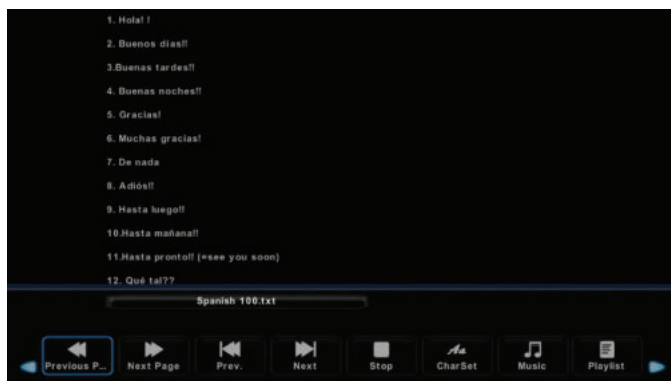 1. Hola! !
2. Buenos días!!
3.Buenas tardes!!
4. Buenas noches!!
5. Gracias!
6. Muchas gracias!
7. De nada
8. Adiós!!
9. Hasta luego!!
10.Hasta mañana!!
11.Hasta pronto!! (=see you soon)
12. Qué tal??
Spanish 100.txt
Previous P... Next Page Prev. Next Stop CharSet Music Playlist